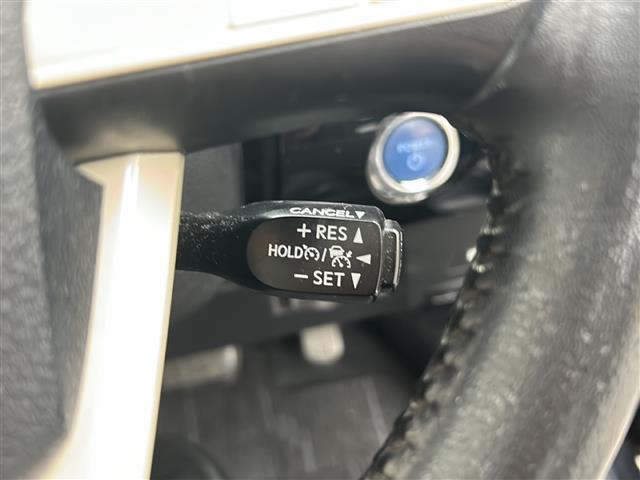 CANCEL▼
+ RES ▲
HOLD / ◀
− SET ▼